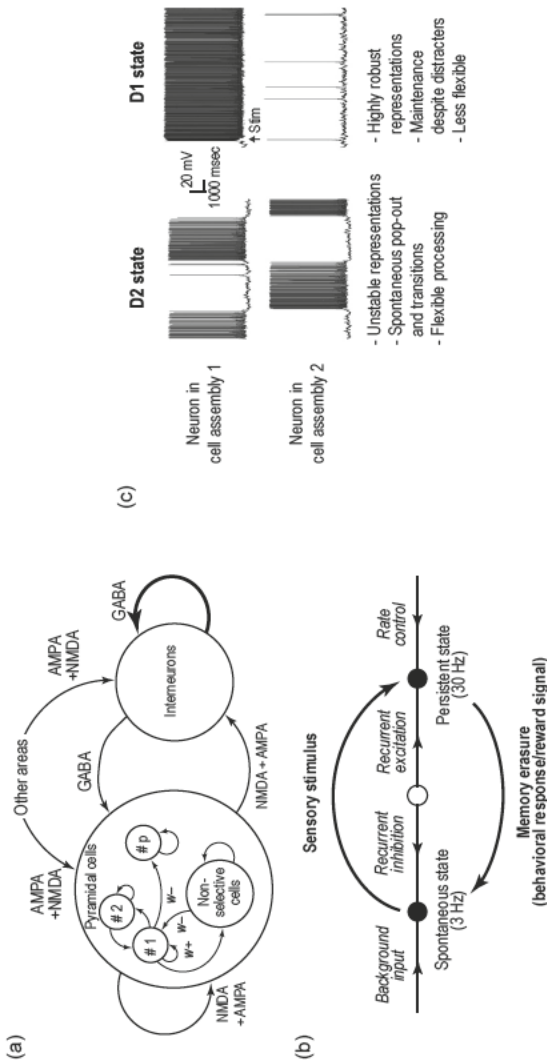 (a)
Other areas
AMPA
+NMDA
AMPA
+NMDA
Pyramidal cells
GABA
GABA
# 1
# 2
# p
w–
w–
w+
Non-
selective
cells
Interneurons
NMDA
+AMPA
NMDA + AMPA
(b)
Sensory stimulus
Background
input
Recurrent
inhibition
Recurrent
excitation
Rate
control
Spontaneous state
(3 Hz)
Persistent state
(30 Hz)
Memory erasure
(behavioral response/reward signal)
(c)
D2 state
D1 state
20 mV
1000 msec
Stim
Neuron in
cell assembly 1
Neuron in
cell assembly 2
- Unstable representations
- Spontaneous pop-out
and transitions
- Flexible processing
- Highly robust
representations
- Maintenance
despite distracters
- Less flexible